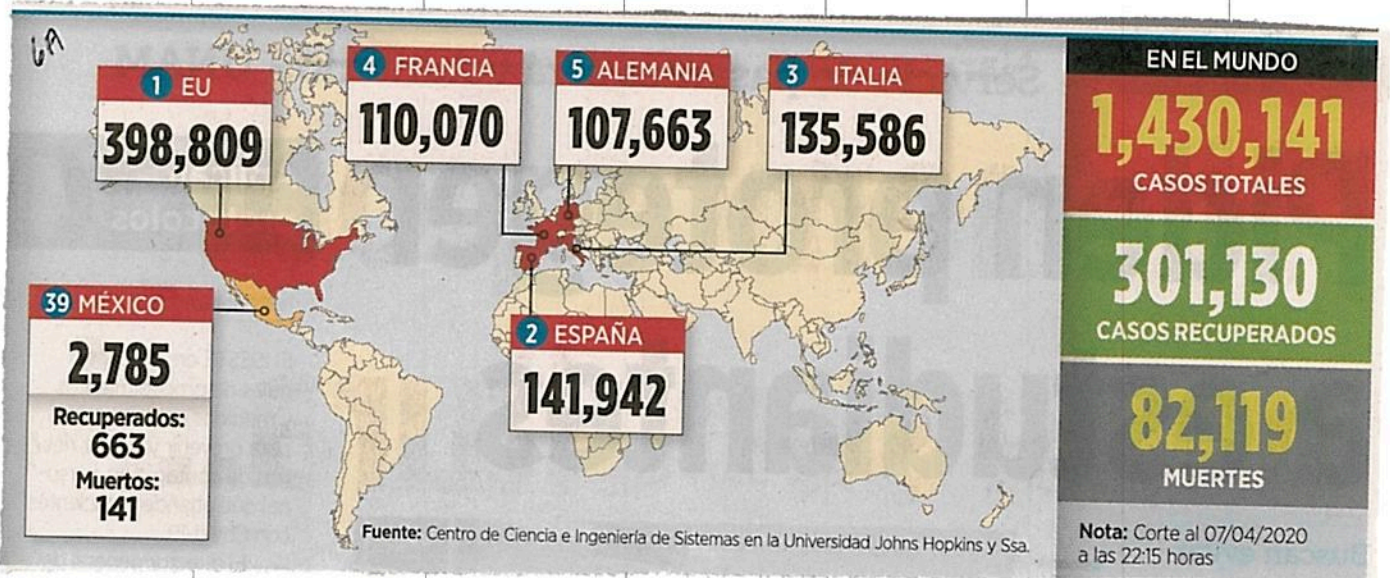 6A
1 EU
398,809
4 FRANCIA
110,070
5 ALEMANIA
107,663
3 ITALIA
135,586
39 MÉXICO
2,785
Recuperados:
663
Muertos:
141
2 ESPAÑA
141,942
Fuente: Centro de Ciencia e Ingeniería de Sistemas en la Universidad Johns Hopkins y Ssa.
EN EL MUNDO
1,430,141
CASOS TOTALES
301,130
CASOS RECUPERADOS
82,119
MUERTES
Nota: Corte al 07/04/2020
a las 22:15 horas